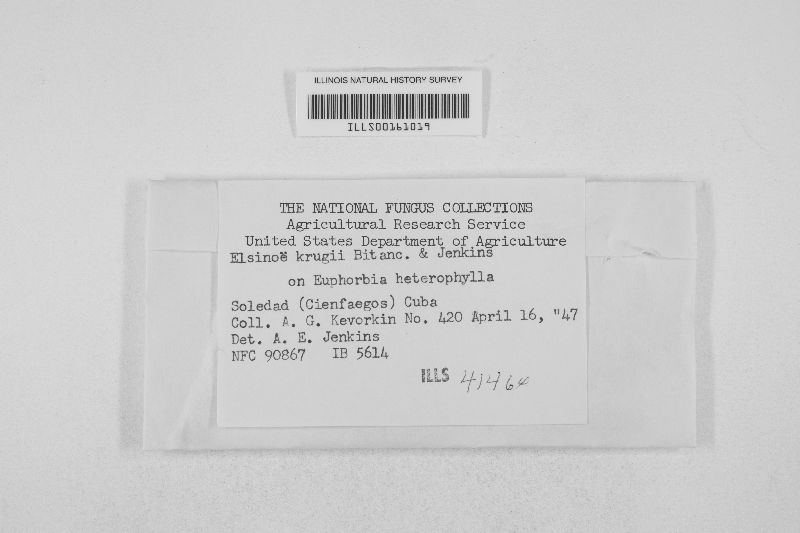 ILLINOIS NATURAL HISTORY SURVEY
ILLS00161019
THE NATIONAL FUNGUS COLLECTIONS
Agricultural Research Service
United States Department of Agriculture
Elsinoë krugii Bitanc. & Jenkins
on Euphorbia heterophylla
Soledad (Cienfaegos) Cuba
Coll. A. G. Kevorkin No. 420 April 16, "47
Det. A. E. Jenkins
NFC 90867 IB 5614
ILLS